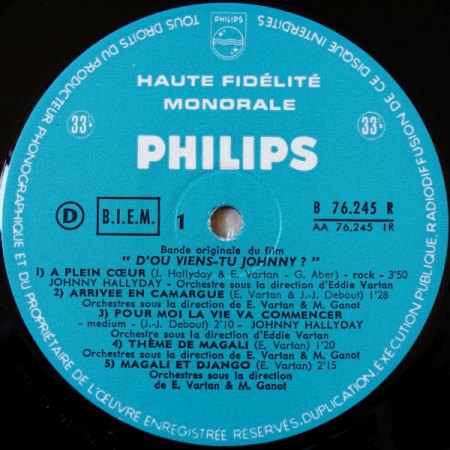 TOUS DROITS DU PRODUCTEUR PHONOGRAPHIQUE ET DU PROPRIÉTAIRE DE L'ŒUVRE ENREGISTRÉE RÉSERVÉS. DUPLICATION EXÉCUTION PUBLIQUE, RADIODIFFUSION DE CE DISQUE INTERDITES
PHILIPS
HAUTE FIDÉLITÉ
MONORALE
33 33
PHILIPS
D B.I.E.M. 1 B 76.245 R
AA 76.245 1R
Bande originale du film
" D'OU VIENS-TU JOHNNY ? "
1) A PLEIN CŒUR (J. Hallyday & E. Vartan - G. Aber) - rock - 3'50
JOHNNY HALLYDAY - Orchestre sous la direction d'Eddie Vartan
2) ARRIVEE EN CAMARGUE (E. Vartan & J.-J. Debout) 1'28
Orchestres sous la direction de E. Vartan & M. Ganot
3) POUR MOI LA VIE VA COMMENCER
- medium - (J.-J. Debout) 2'10 - JOHNNY HALLYDAY
Orchestre sous la direction d'Eddie Vartan
4) THÈME DE MAGALI (E. Vartan) 1'20
Orchestres sous la direction de E. Vartan & M. Ganot
5) MAGALI ET DJANGO (E. Vartan) 2'15
Orchestres sous la direction
de E. Vartan & M. Ganot